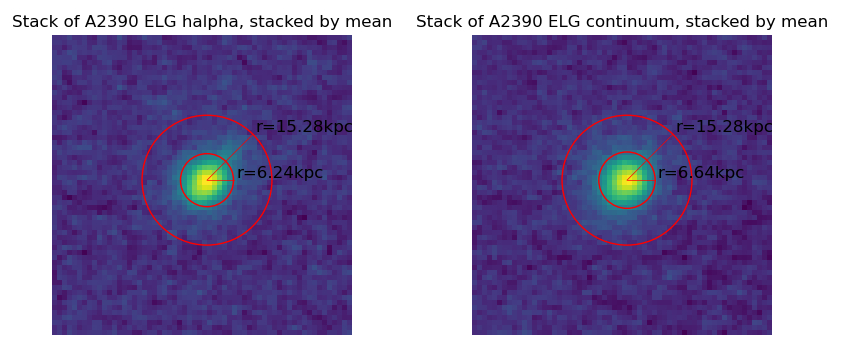 Stack of A2390 ELG halpha, stacked by mean
r=15.28kpc
r=6.24kpc
Stack of A2390 ELG continuum, stacked by mean
r=15.28kpc
r=6.64kpc